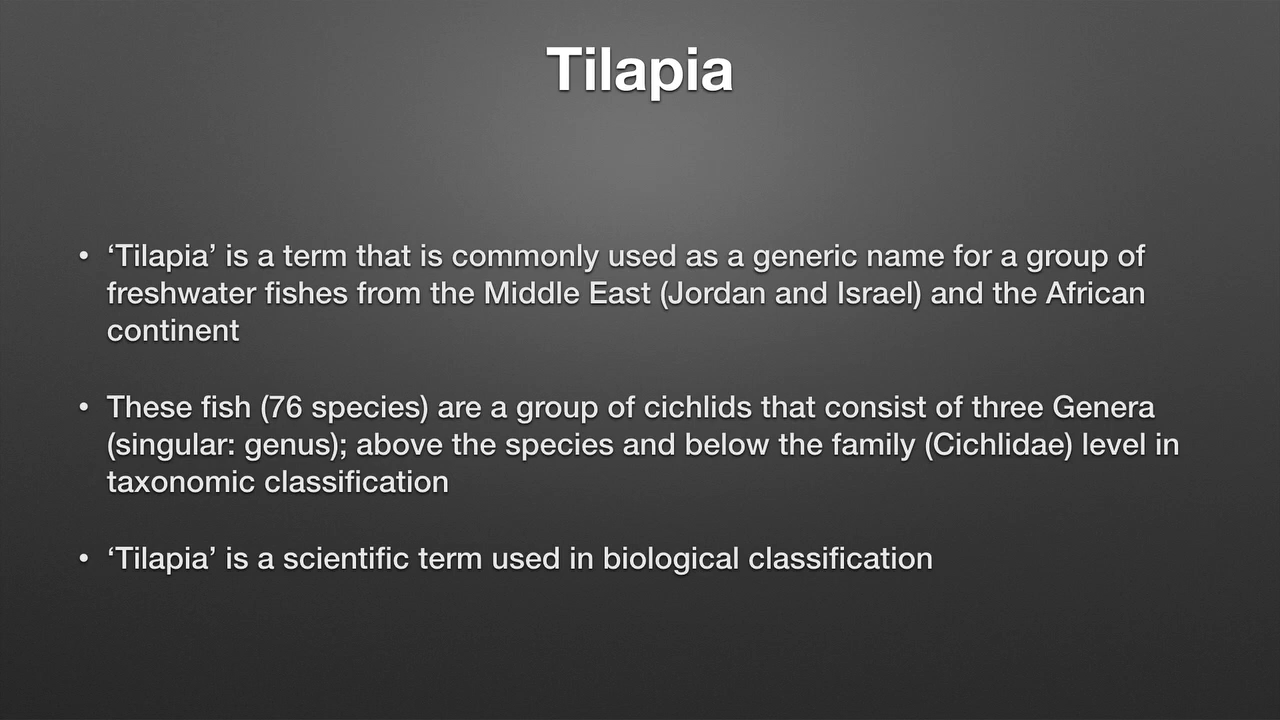 Tilapia
• ‘Tilapia’ is a term that is commonly used as a generic name for a group of
freshwater fishes from the Middle East (Jordan and Israel) and the African
continent
• These fish (76 species) are a group of cichlids that consist of three Genera
(singular: genus); above the species and below the family (Cichlidae) level in
taxonomic classification
• ‘Tilapia’ is a scientific term used in biological classification